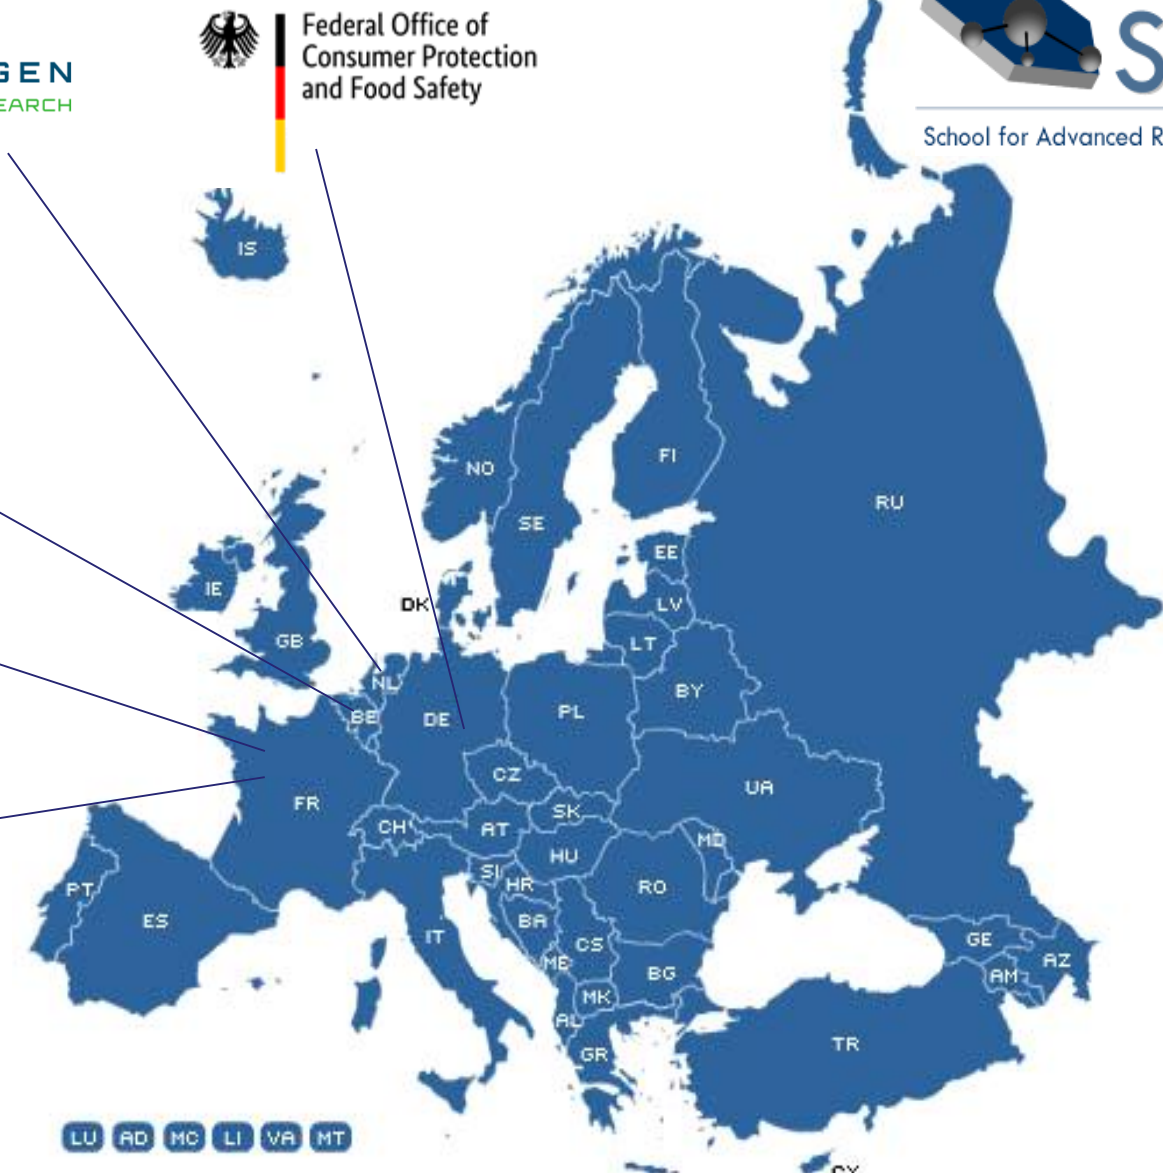 GEN
EARCH
Federal Office of
Consumer Protection
and Food Safety
S
School for Advanced R
IS
NO
FI
RU
SE
EE
IE
DK
LV
GB
LT
NL
BY
BE
DE
PL
CZ
UA
FR
SK
CH
AT
MD
HU
SI
HR
RO
PT
ES
BA
IT
CS
GE
ME
AZ
BG
AM
MK
AL
TR
GR
LU AD MC LI VA MT